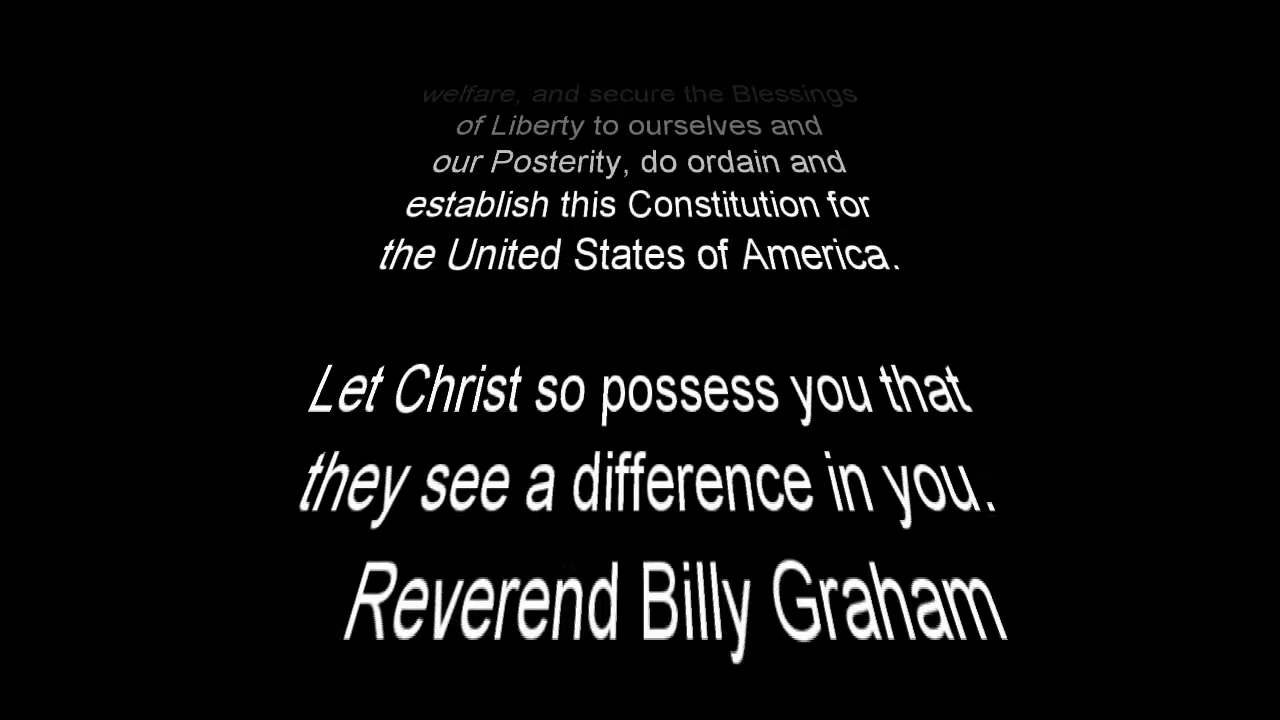 welfare, and secure the Blessings
of Liberty to ourselves and
our Posterity, do ordain and
establish this Constitution for
the United States of America.
Let Christ so possess you that
they see a difference in you.
Reverend Billy Graham